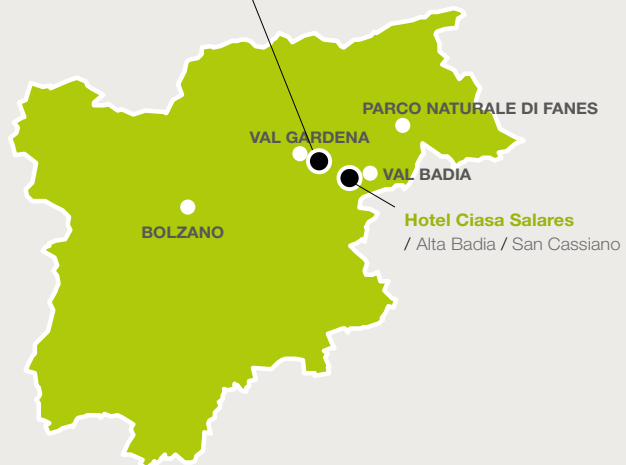 PARCO NATURALE DI FANES
VAL GARDENA
VAL BADIA
BOLZANO
Hotel Ciasa Salares
/ Alta Badia / San Cassiano